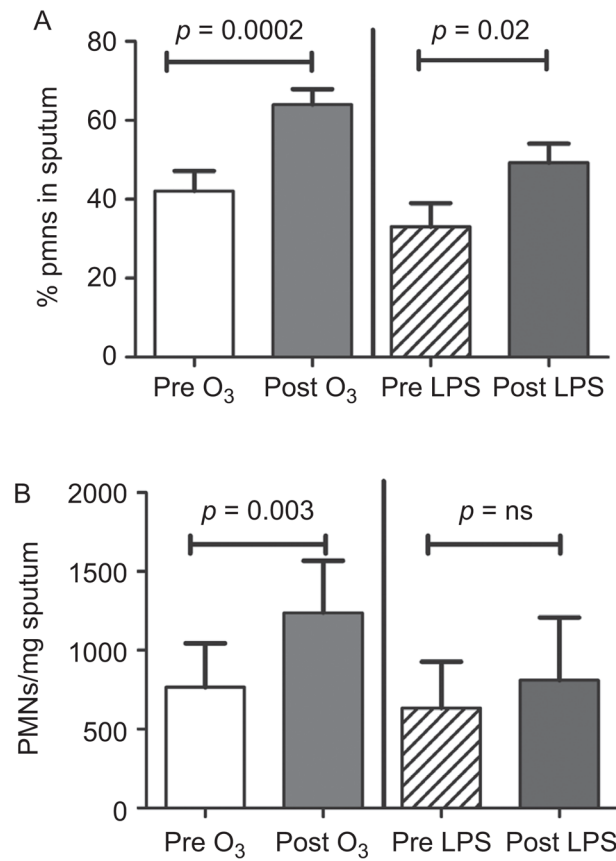 A
p = 0.0002
p = 0.02
80
60
40
20
0
% pmns in sputum
Pre O₃
Post O₃
Pre LPS
Post LPS
B
p = 0.003
p = ns
2000
1500
1000
500
0
PMNs/mg sputum
Pre O₃
Post O₃
Pre LPS
Post LPS